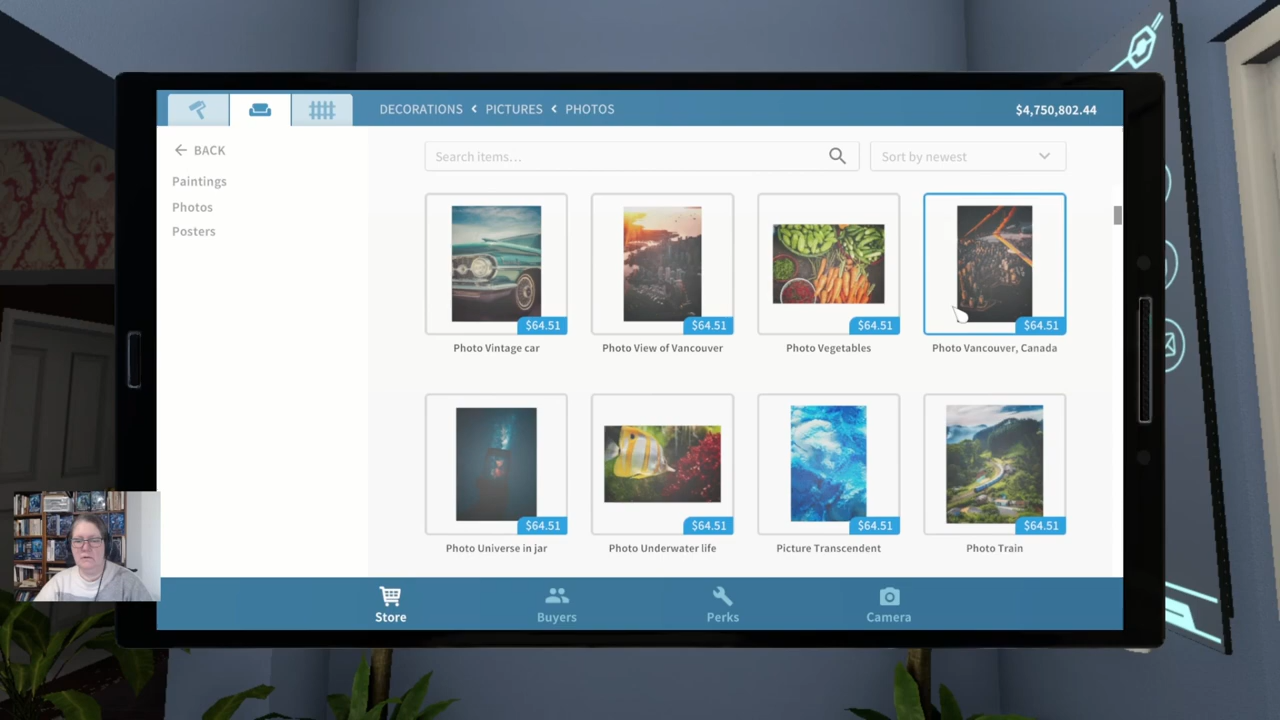 DECORATIONS < PICTURES < PHOTOS
$4,750,802.44
BACK
Paintings
Photos
Posters
Search items...
Sort by newest
$64.51
$64.51
$64.51
$64.51
Photo Vintage car
Photo View of Vancouver
Photo Vegetables
Photo Vancouver, Canada
$64.51
$64.51
$64.51
$64.51
Photo Universe in jar
Photo Underwater life
Picture Transcendent
Photo Train
Store
Buyers
Perks
Camera